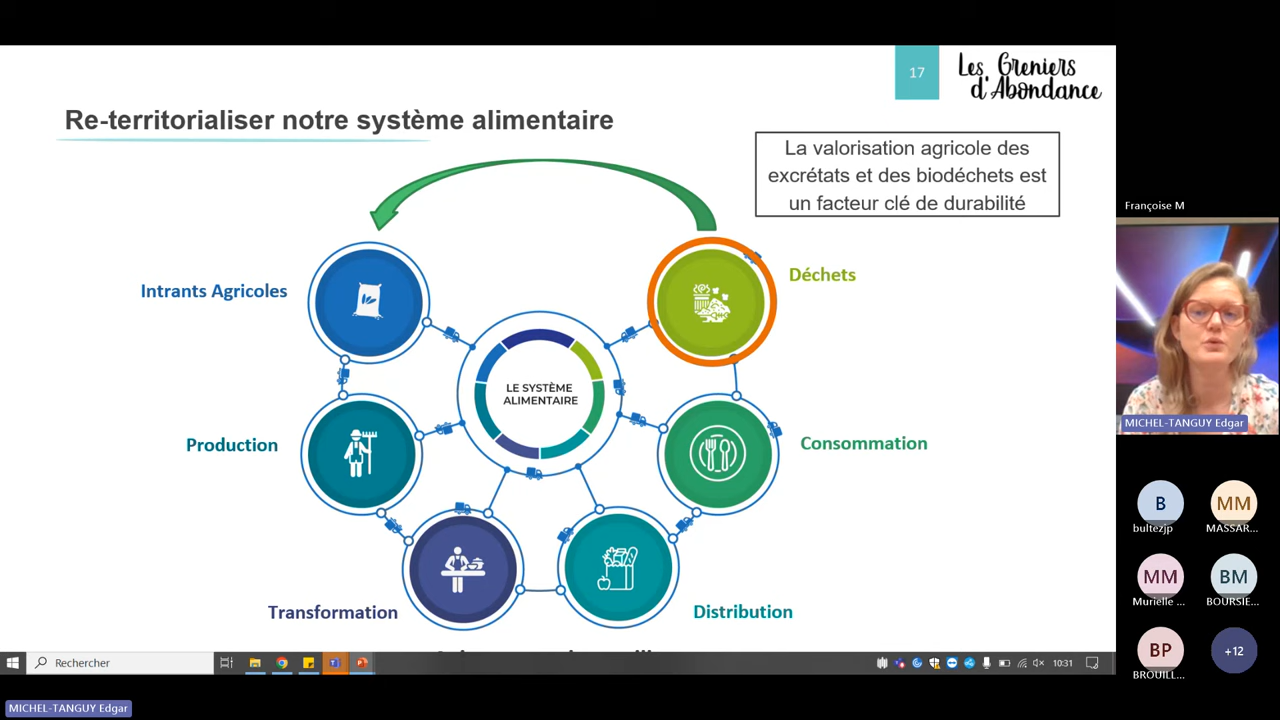 17
Les Greniers
d'Abondance
Re-territorialiser notre système alimentaire
La valorisation agricole des
excrétats et des biodéchets est
un facteur clé de durabilité
Intrants Agricoles
Déchets
LE SYSTÈME
ALIMENTAIRE
Production
Consommation
Transformation
Distribution
Rechercher
10:31
Françoise M
MICHEL-TANGUY Edgar
B
bultezjp
MM
MASSAR...
MM
Murielle ...
BM
BOURSIE...
BP
BROUILL...
+12
MICHEL-TANGUY Edgar